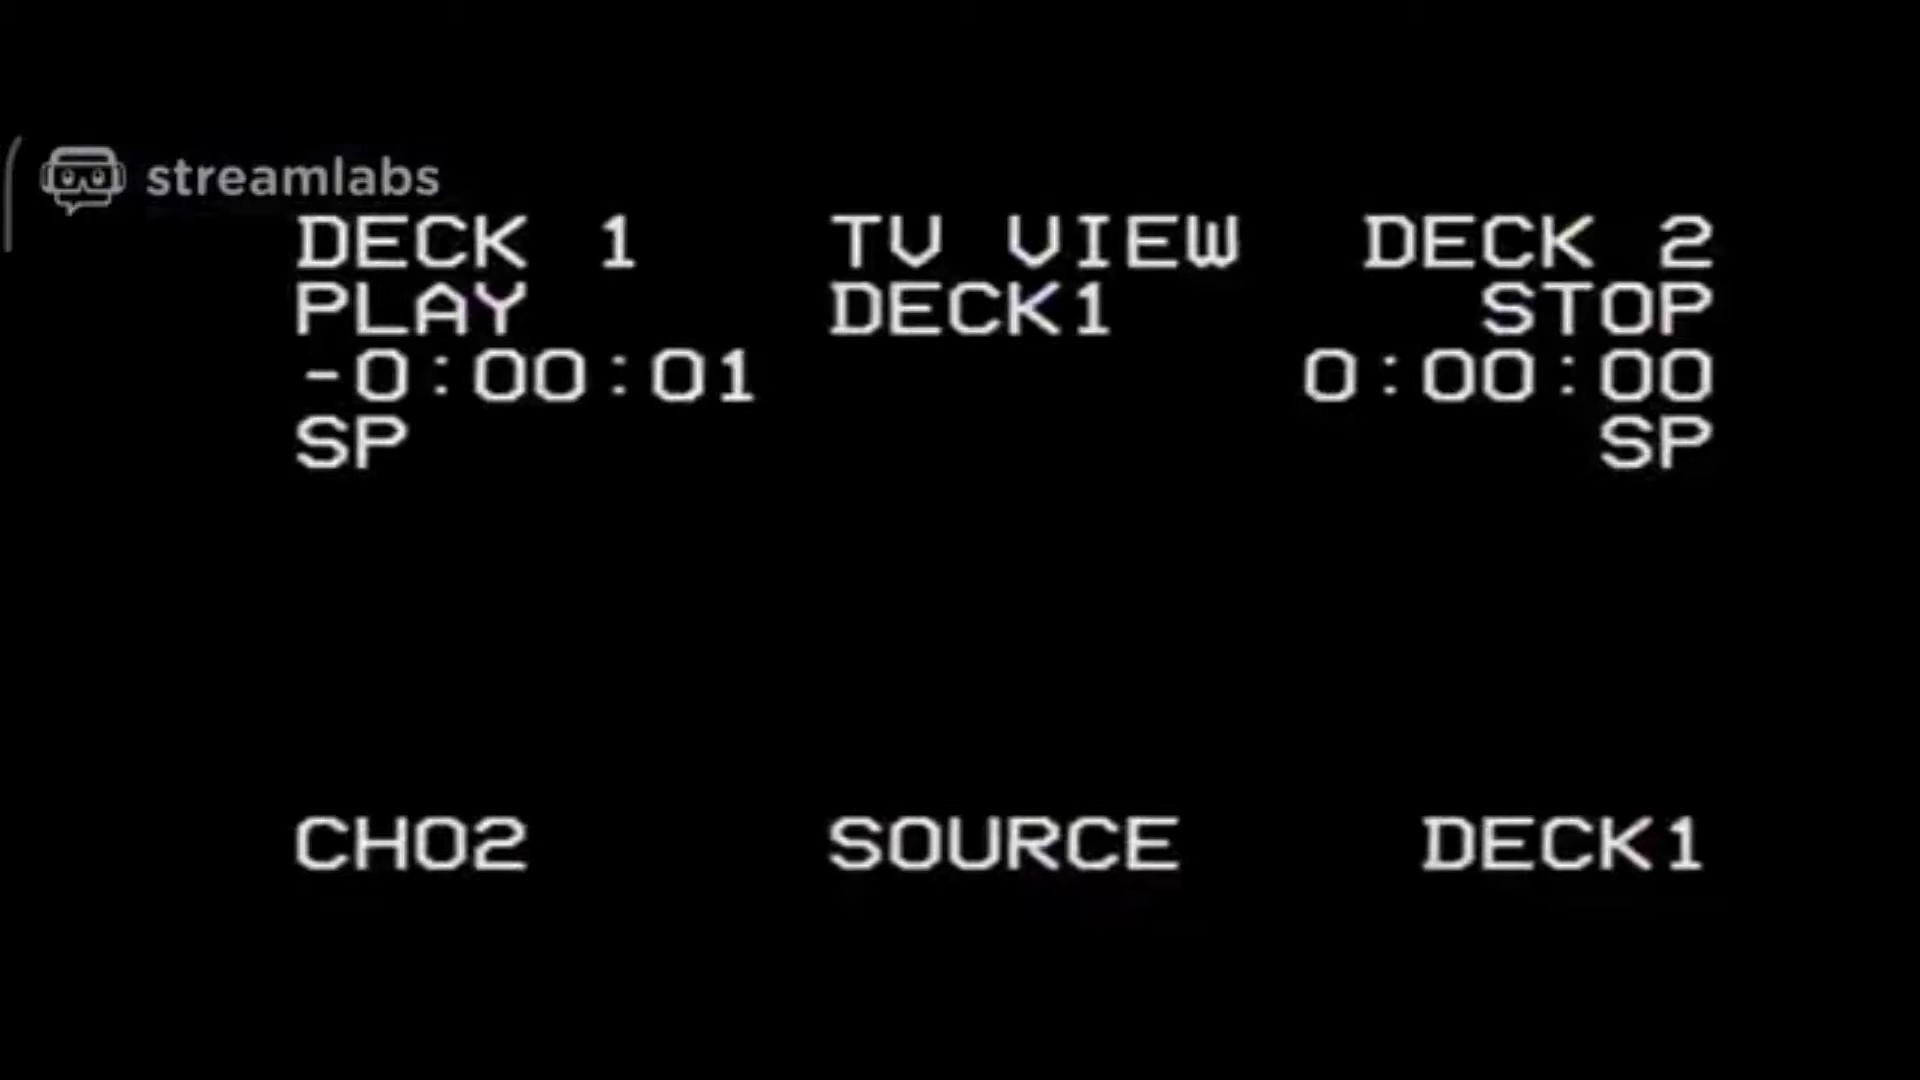 streamlabs
DECK 1 TV VIEW DECK 2
PLAY DECK1 STOP
-0:00:01 0:00:00
SP SP
CH02 SOURCE DECK1